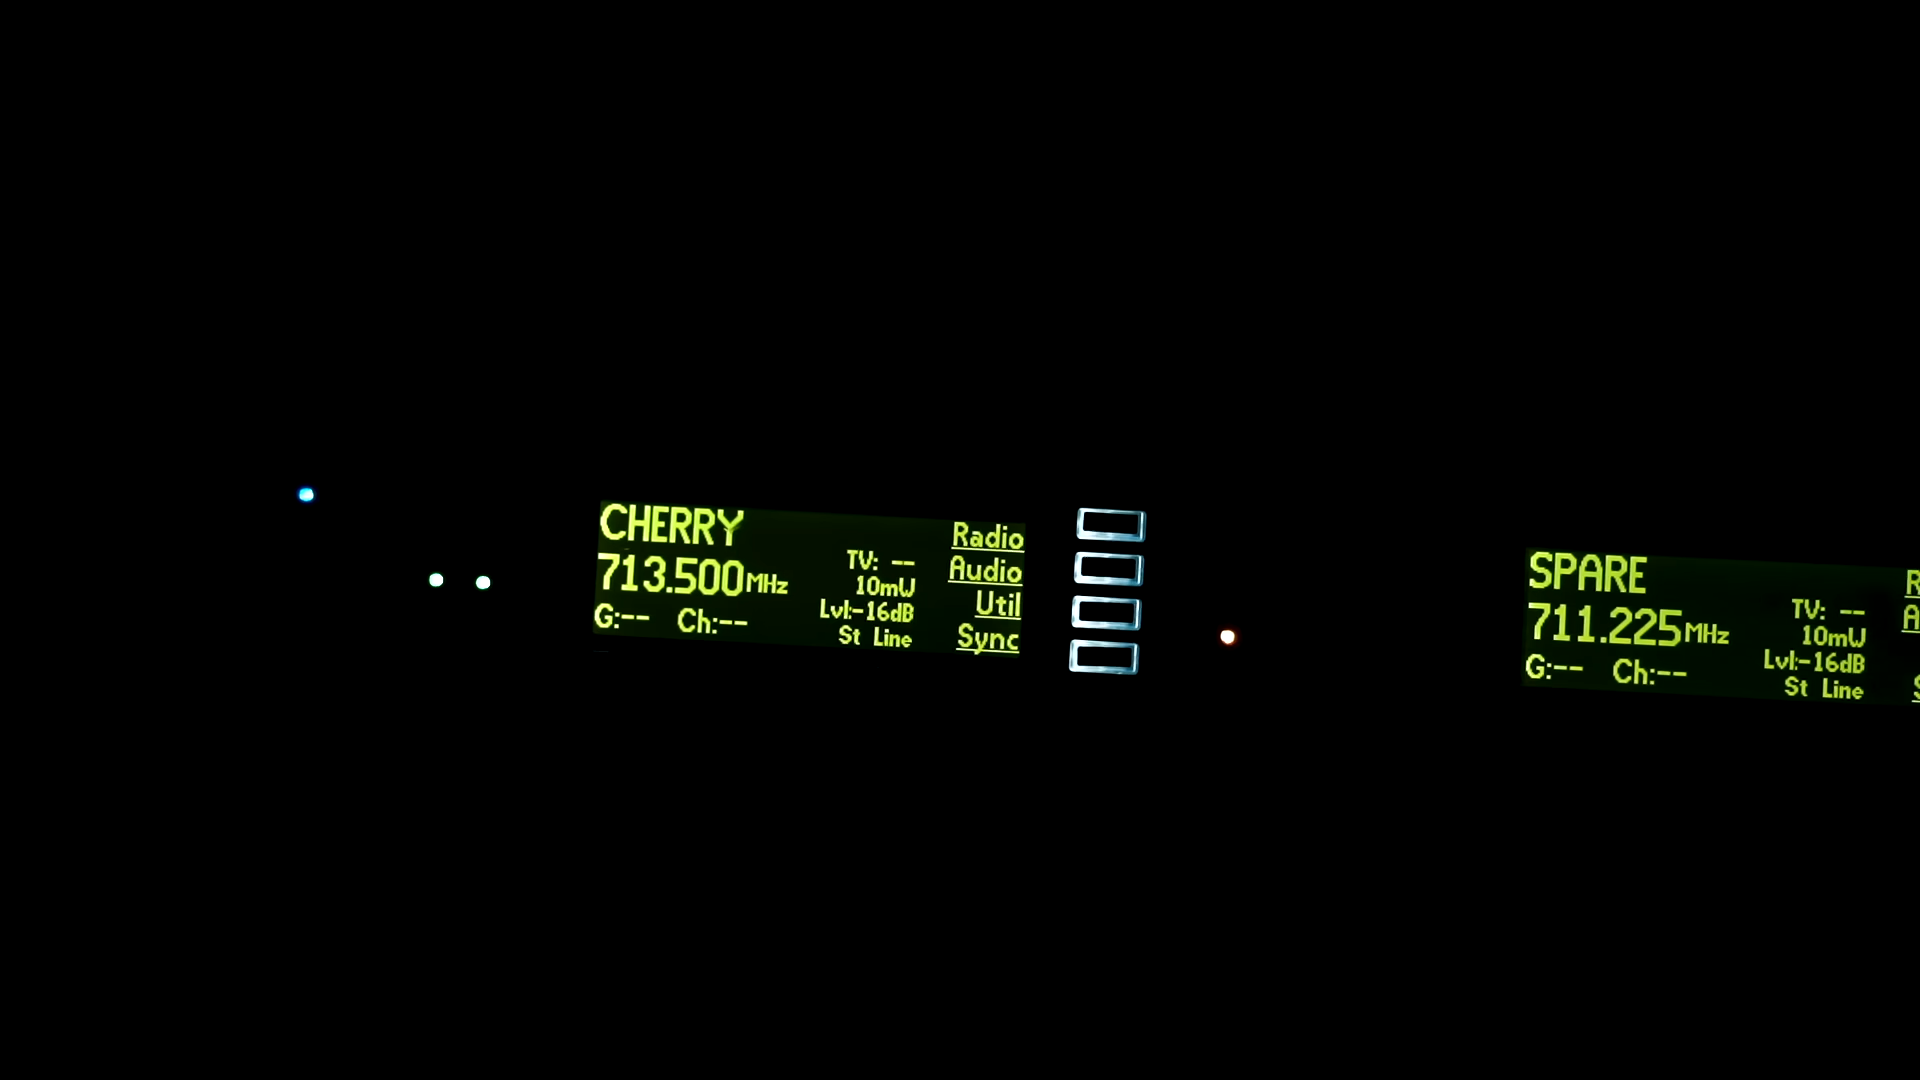 CHERRY
713.500MHz
G:-- Ch:--
TV: --
10mW
Lvl:-16dB
St Line
Radio
Audio
Util
Sync
SPARE
711.225MHz
G:-- Ch:--
TV: --
10mW
Lvl:-16dB
St Line